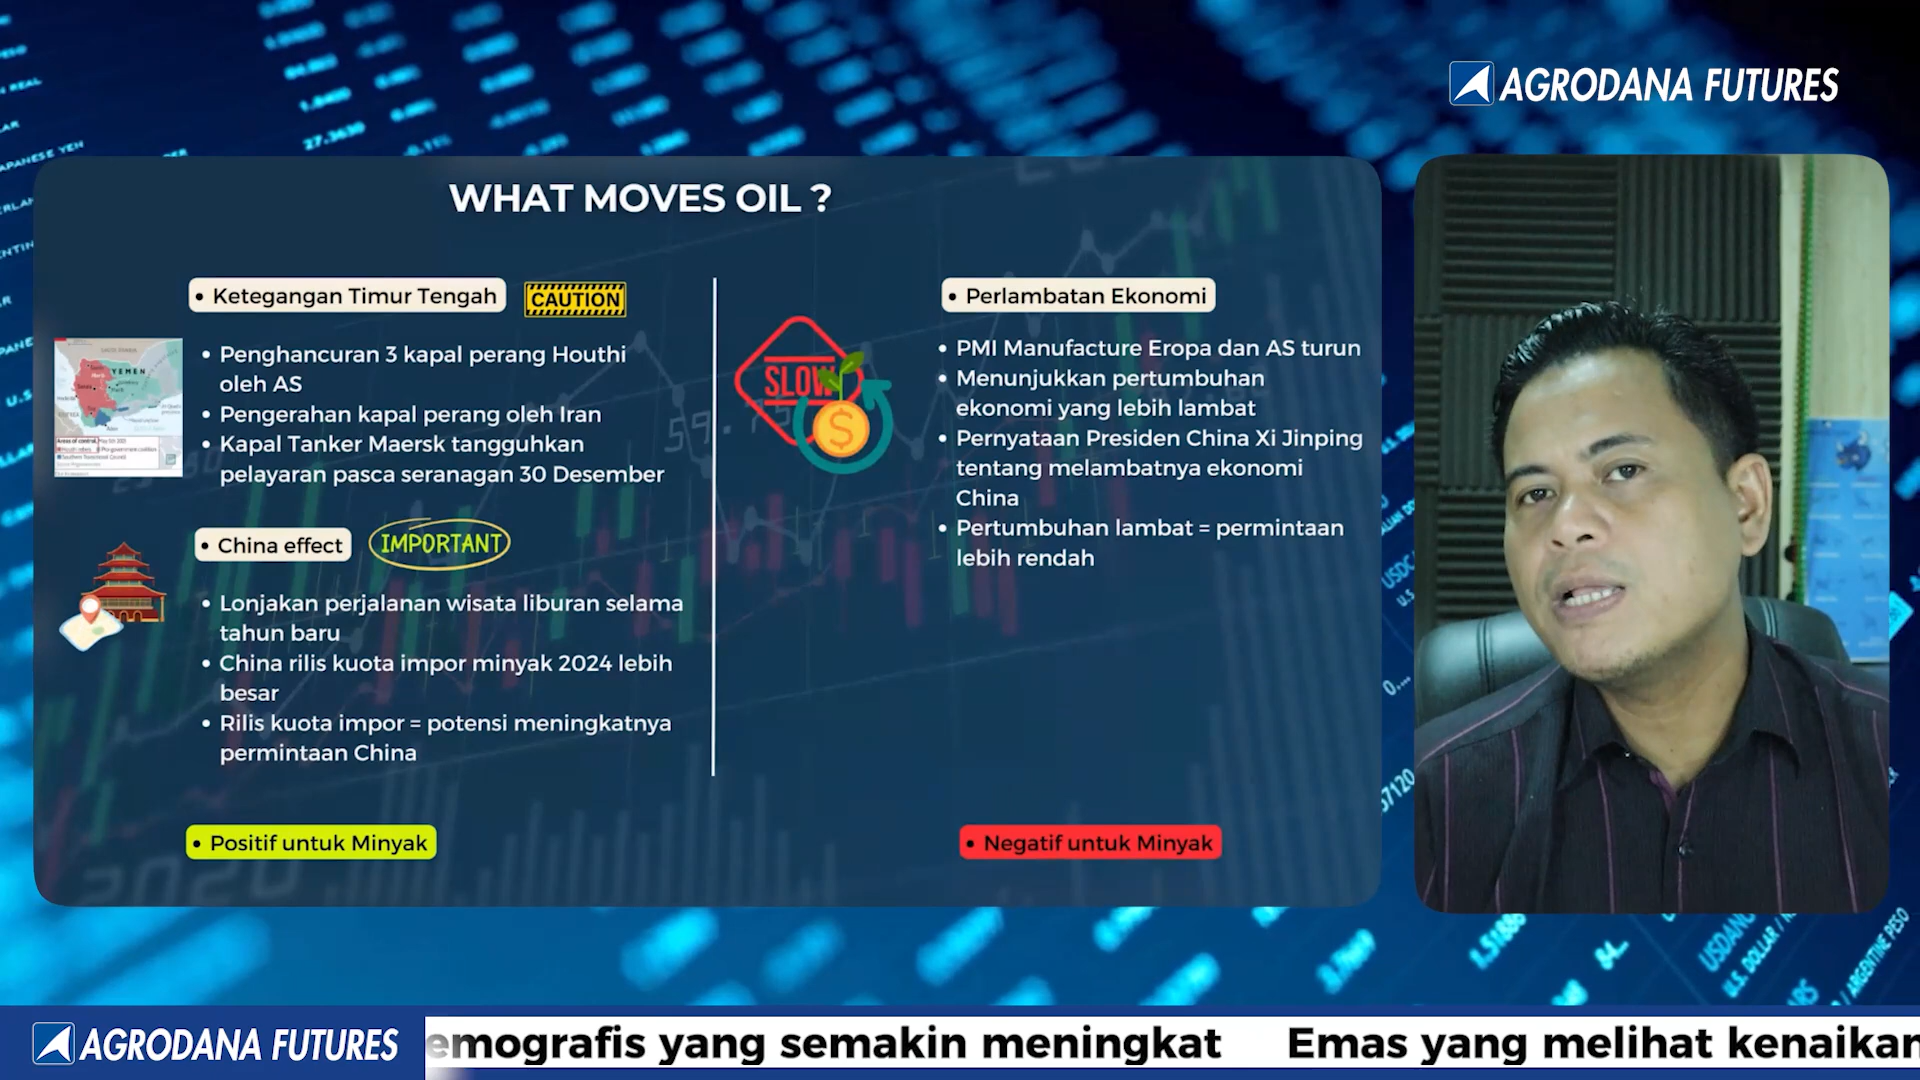 AGRODANA FUTURES
WHAT MOVES OIL ?
• Ketegangan Timur Tengah
CAUTION
YEMEN
• Penghancuran 3 kapal perang Houthi
oleh AS
• Pengerahan kapal perang oleh Iran
• Kapal Tanker Maersk tangguhkan
pelayaran pasca seranagan 30 Desember
• China effect
IMPORTANT
• Lonjakan perjalanan wisata liburan selama
tahun baru
• China rilis kuota impor minyak 2024 lebih
besar
• Rilis kuota impor = potensi meningkatnya
permintaan China
• Positif untuk Minyak
• Perlambatan Ekonomi
SLOW
• PMI Manufacture Eropa dan AS turun
• Menunjukkan pertumbuhan
ekonomi yang lebih lambat
• Pernyataan Presiden China Xi Jinping
tentang melambatnya ekonomi
China
• Pertumbuhan lambat = permintaan
lebih rendah
• Negatif untuk Minyak
2020
27.3630
AGRODANA FUTURES
emografis yang semakin meningkat
Emas yang melihat kenaikan